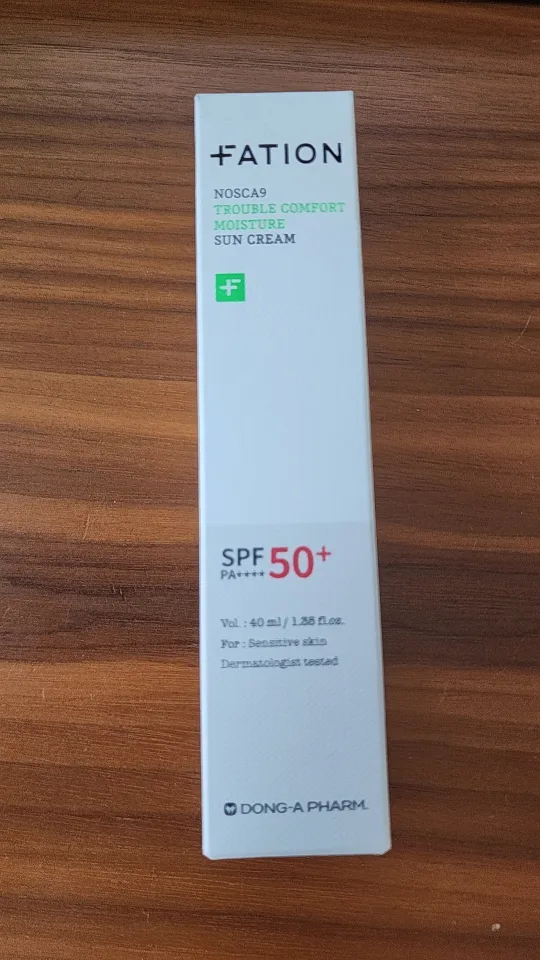 FATION
NOSCA9
TROUBLE COMFORT
MOISTURE
SUN CREAM
SPF 50+
PA++++
Vol. : 40 ml / 1.35 fl.oz.
For : Sensitive skin
Dermatologist tested
DONG-A PHARM.